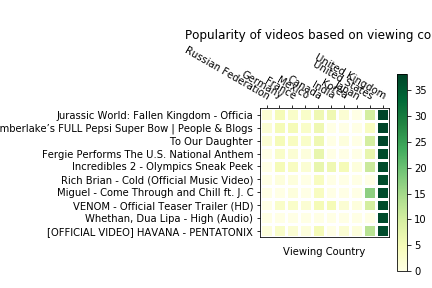 Popularity of videos based on viewing co
Russian Federation
Germany
France
Mexico
Canada
India
Korea
Japan
United States
United Kingdom
Jurassic World: Fallen Kingdom - Officia
mberlake’s FULL Pepsi Super Bow | People & Blogs
To Our Daughter
Fergie Performs The U.S. National Anthem
Incredibles 2 - Olympics Sneak Peek
Rich Brian - Cold (Official Music Video)
Miguel - Come Through and Chill ft. J. C
VENOM - Official Teaser Trailer (HD)
Whethan, Dua Lipa - High (Audio)
[OFFICIAL VIDEO] HAVANA - PENTATONIX
Viewing Country
35
30
25
20
15
10
5
0